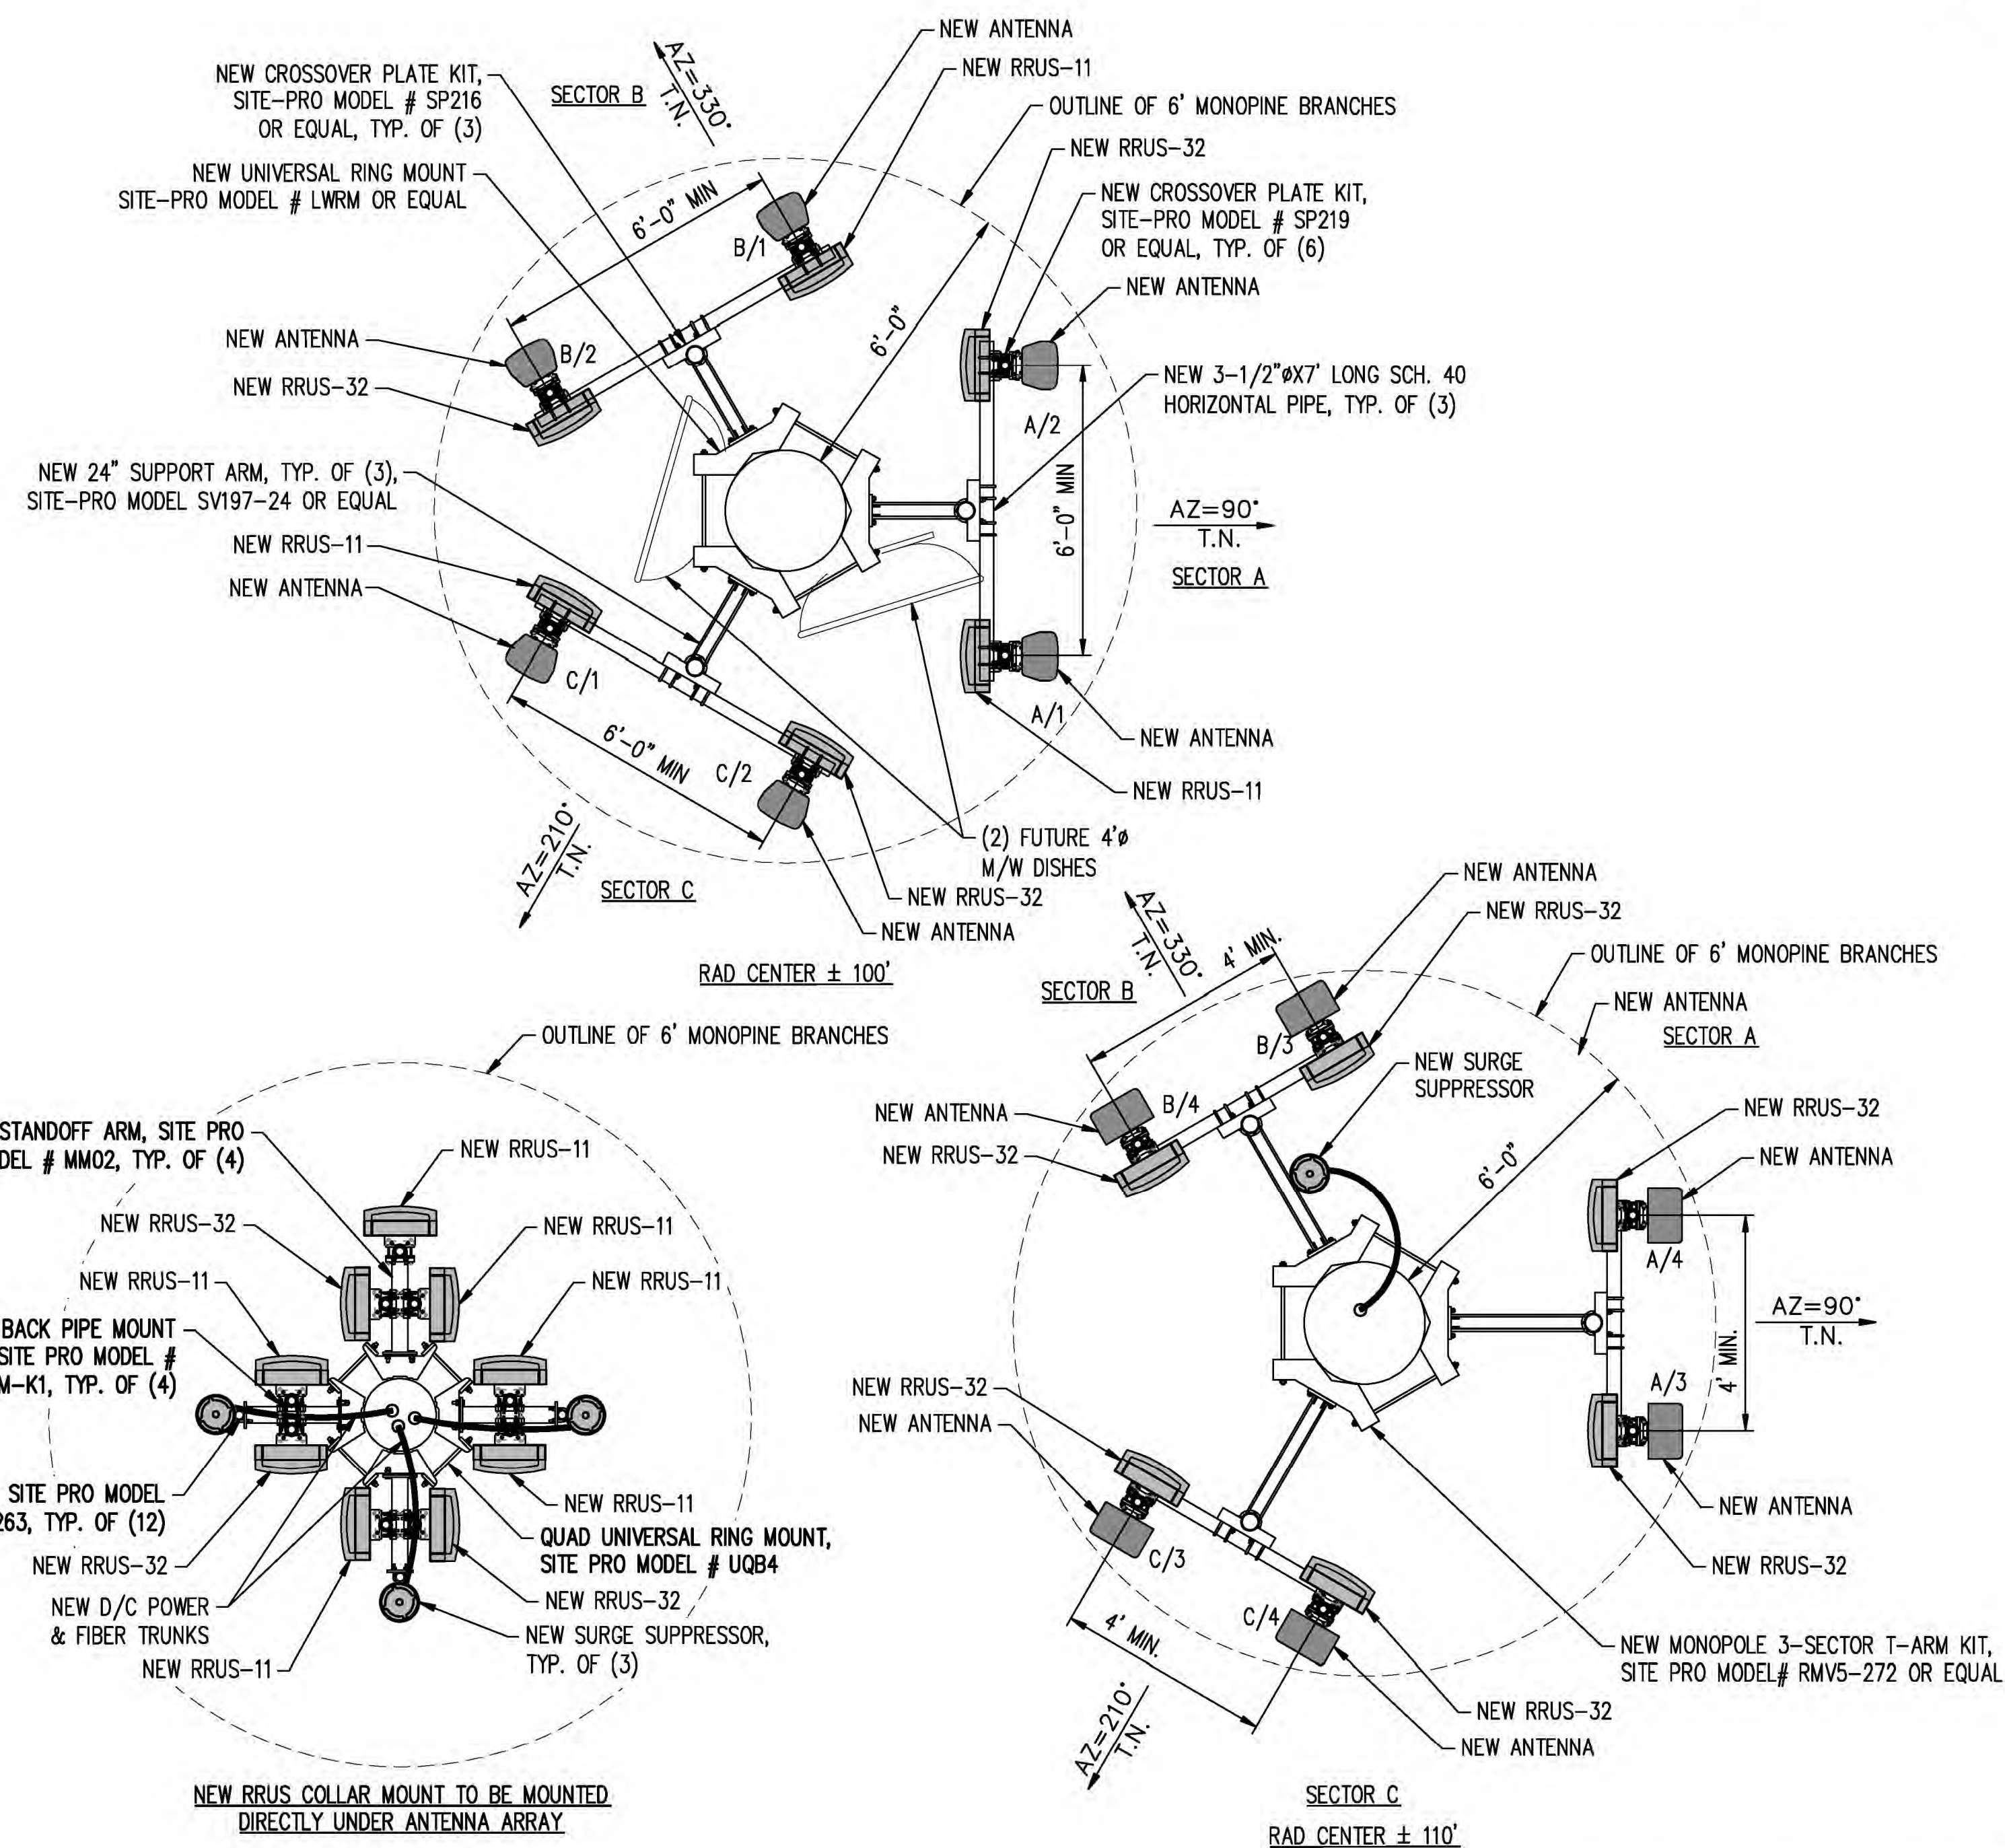 NEW CROSSOVER PLATE KIT,
SITE-PRO MODEL # SP216
OR EQUAL, TYP. OF (3)
SECTOR B
AZ=330°
T.N.
NEW ANTENNA
NEW RRUS-11
OUTLINE OF 6' MONOPINE BRANCHES
NEW RRUS-32
NEW UNIVERSAL RING MOUNT
SITE-PRO MODEL # LWRM OR EQUAL
NEW CROSSOVER PLATE KIT,
SITE-PRO MODEL # SP219
OR EQUAL, TYP. OF (6)
6'-0" MIN
B/1
6'-0"
NEW ANTENNA
NEW ANTENNA
B/2
NEW RRUS-32
NEW 3-1/2"øX7' LONG SCH. 40
HORIZONTAL PIPE, TYP. OF (3)
A/2
6'-0" MIN
NEW 24" SUPPORT ARM, TYP. OF (3),
SITE-PRO MODEL SV197-24 OR EQUAL
AZ=90°
T.N.
SECTOR A
NEW RRUS-11
NEW ANTENNA
C/1
A/1
NEW ANTENNA
6'-0" MIN
C/2
NEW RRUS-11
AZ=210°
T.N.
SECTOR C
(2) FUTURE 4'ø
M/W DISHES
NEW RRUS-32
NEW ANTENNA
RAD CENTER ± 100'
NEW ANTENNA
NEW RRUS-32
OUTLINE OF 6' MONOPINE BRANCHES
NEW ANTENNA
SECTOR A
AZ=330°
T.N.
4' MIN.
SECTOR B
B/3
NEW SURGE
SUPPRESSOR
NEW ANTENNA
B/4
NEW RRUS-32
6'-0"
NEW RRUS-32
NEW ANTENNA
A/4
4' MIN.
AZ=90°
T.N.
A/3
NEW RRUS-32
NEW ANTENNA
C/3
NEW ANTENNA
NEW RRUS-32
C/4
4' MIN.
NEW MONOPOLE 3-SECTOR T-ARM KIT,
SITE PRO MODEL# RMV5-272 OR EQUAL
AZ=210°
T.N.
NEW RRUS-32
NEW ANTENNA
SECTOR C
RAD CENTER ± 110'
OUTLINE OF 6' MONOPINE BRANCHES
STANDOFF ARM, SITE PRO
DEL # MM02, TYP. OF (4)
NEW RRUS-11
NEW RRUS-32
NEW RRUS-11
NEW RRUS-11
NEW RRUS-11
BACK PIPE MOUNT
SITE PRO MODEL #
M-K1, TYP. OF (4)
SITE PRO MODEL
263, TYP. OF (12)
NEW RRUS-11
QUAD UNIVERSAL RING MOUNT,
SITE PRO MODEL # UQB4
NEW RRUS-32
NEW RRUS-32
NEW D/C POWER
& FIBER TRUNKS
NEW SURGE SUPPRESSOR,
TYP. OF (3)
NEW RRUS-11
NEW RRUS COLLAR MOUNT TO BE MOUNTED
DIRECTLY UNDER ANTENNA ARRAY